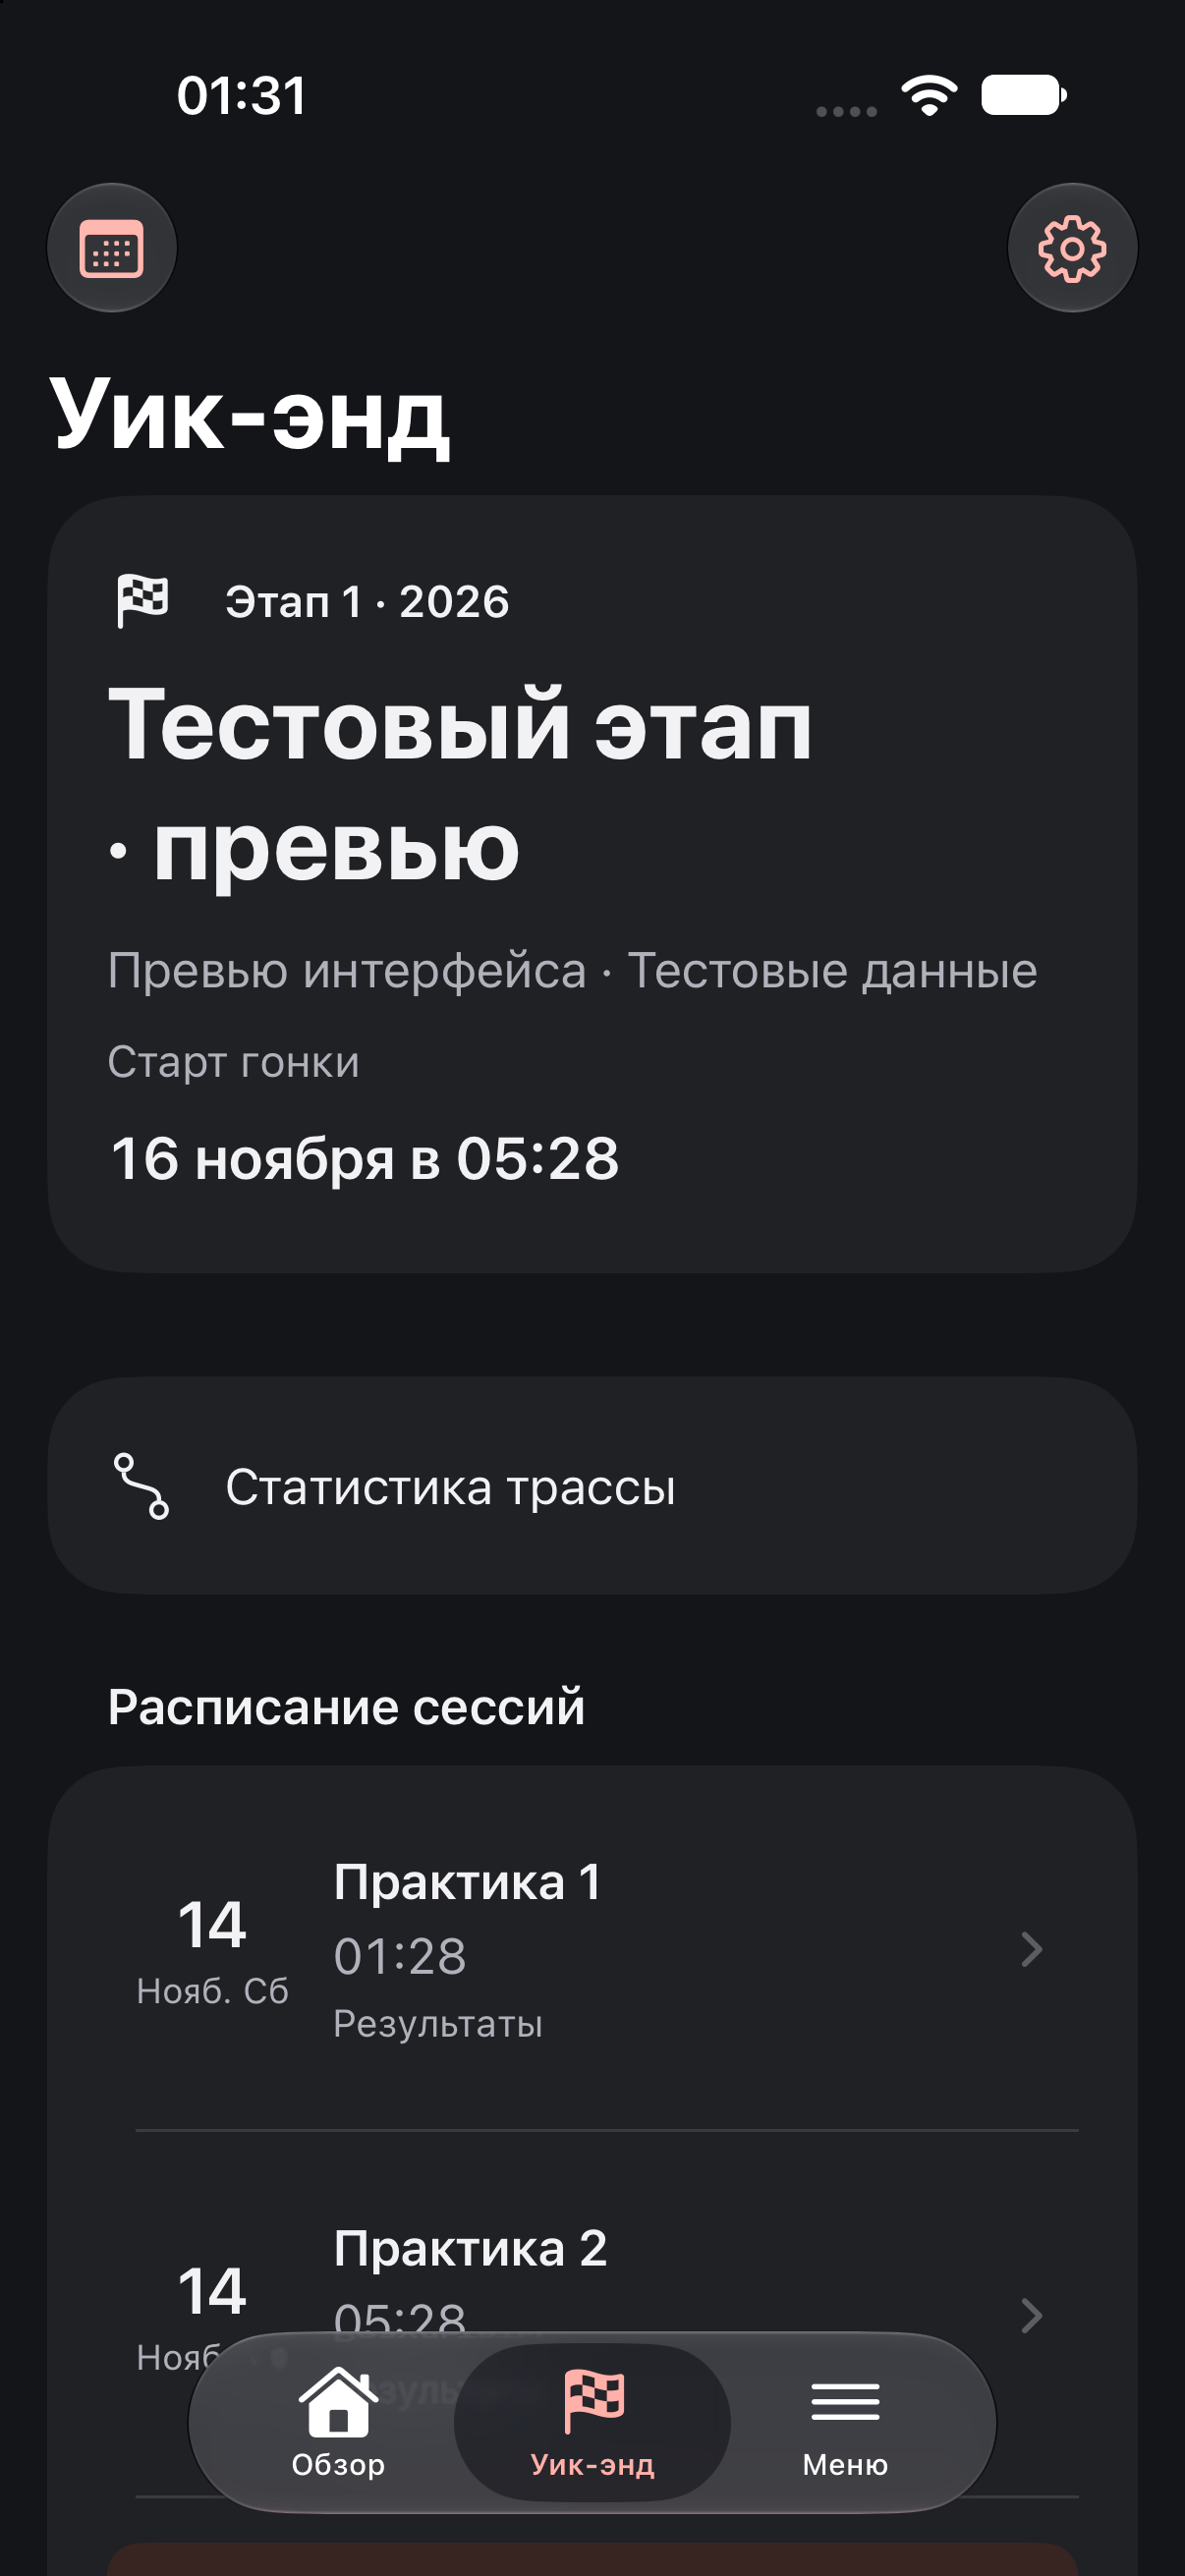 01:31
Уик-энд
Этап 1 · 2026
Тестовый этап
· превью
Превью интерфейса · Тестовые данные
Старт гонки
16 ноября в 05:28
Статистика трассы
Расписание сессий
Практика 1
14
01:28
Нояб. Сб
Результаты
Практика 2
14
05:28
Обзор
Уик-энд
Меню